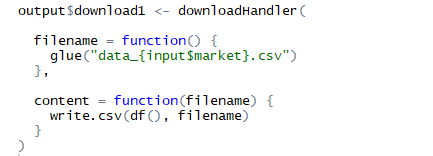 output$download1 <- downloadHandler(
filename = function() {
glue("data_{input$market}.csv")
},
content = function(filename) {
write.csv(df(), filename)
}
)